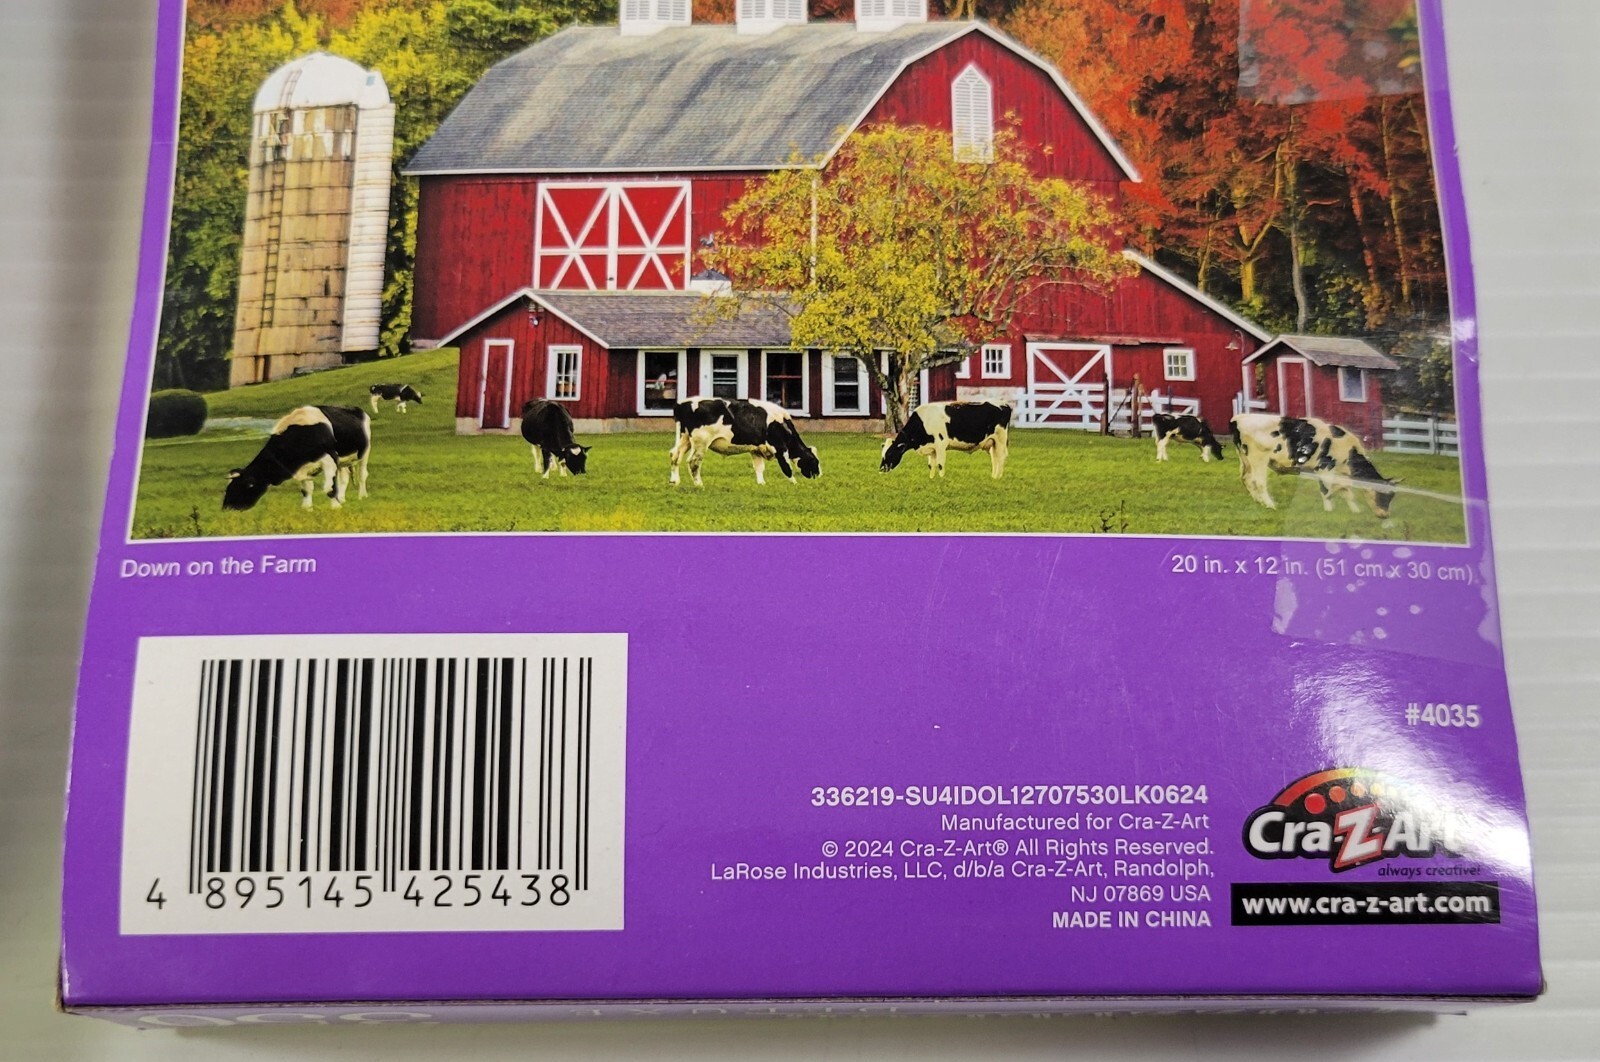 Down on the Farm
20 in. x 12 in. (51 cm x 30 cm)
#4035
336219-SU4IDOL12707530LK0624
Manufactured for Cra-Z-Art
© 2024 Cra-Z-Art® All Rights Reserved.
LaRose Industries, LLC, d/b/a Cra-Z-Art, Randolph,
NJ 07869 USA
MADE IN CHINA
Cra-Z-Art
always creative!
www.cra-z-art.com
4 895145 425438